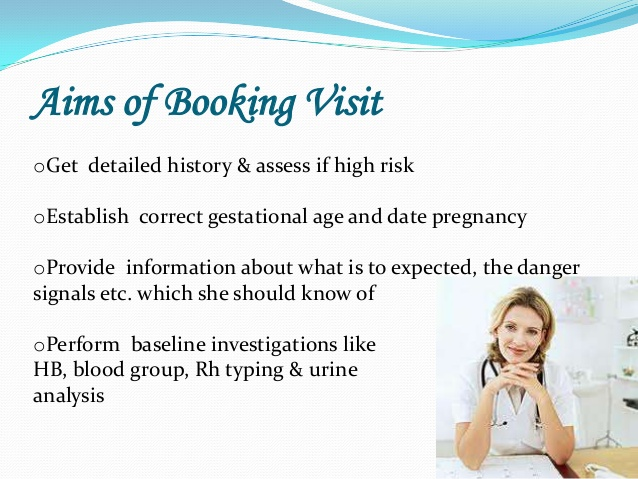 Aims of Booking Visit
oGet detailed history & assess if high risk
oEstablish correct gestational age and date pregnancy
oProvide information about what is to expected, the danger
signals etc. which she should know of
oPerform baseline investigations like
HB, blood group, Rh typing & urine
analysis